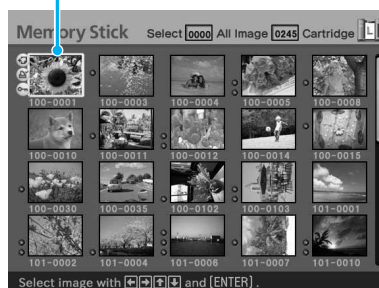 Memory Stick Select 0000 All Image 0245 Cartridge L
100-0001 100-0003 100-0004 100-0005 100-0008
100-0010 100-0011 100-0012 100-0014 100-0015
100-0030 100-0035 100-0102 100-0103 101-0001
101-0002 101-0004 101-0006 101-0007 101-0010
Select image with ←→↑↓ and [ENTER].